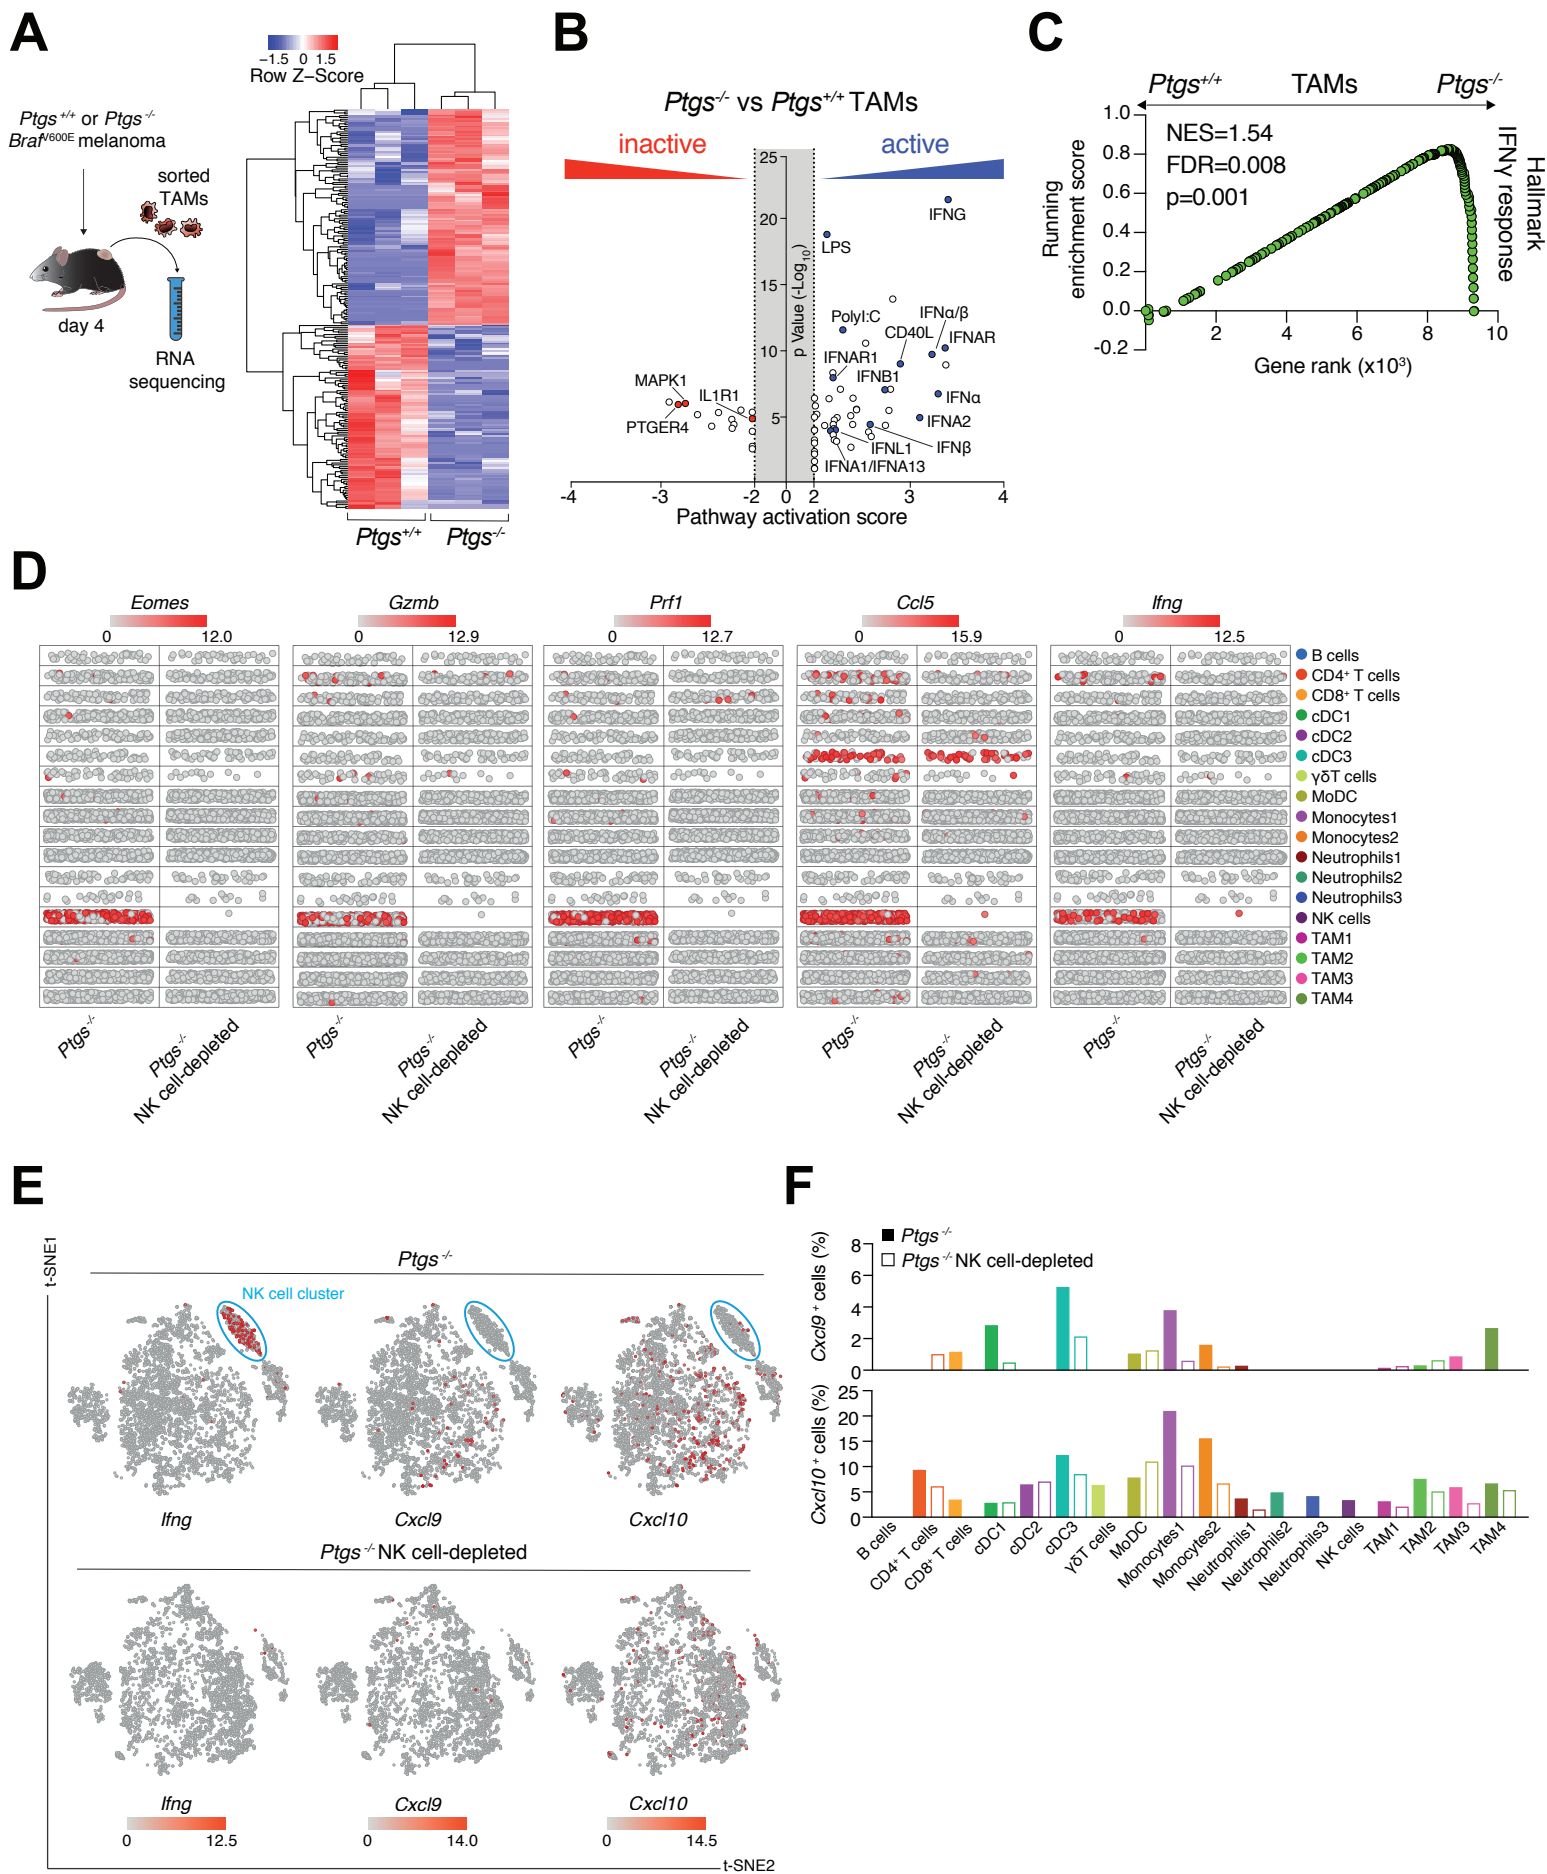 A
−1.5 0 1.5
Row Z−Score
Ptgs+/+ or Ptgs-/-
BrafV600E melanoma
sorted
TAMs
day 4
RNA
sequencing
Ptgs+/+
Ptgs-/-
B
Ptgs-/- vs Ptgs+/+ TAMs
inactive
active
25
20
15
10
5
p Value (-Log10)
IFNG
LPS
PolyI:C
IFNα/β
CD40L
IFNAR
IFNAR1
IFNB1
MAPK1
IL1R1
IFNα
PTGER4
IFNA2
IFNL1
IFNβ
IFNA1/IFNA13
-4 -3 -2 0 2 3 4
Pathway activation score
C
Ptgs+/+ TAMs Ptgs-/-
1.0
0.8
0.6
0.4
0.2
0.0
-0.2
NES=1.54
FDR=0.008
p=0.001
Running
enrichment score
Hallmark
IFNγ response
2 4 6 8 10
Gene rank (x103)
D
Eomes
0 12.0
Gzmb
0 12.9
Prf1
0 12.7
Ccl5
0 15.9
Ifng
0 12.5
B cells
CD4+ T cells
CD8+ T cells
cDC1
cDC2
cDC3
γδT cells
MoDC
Monocytes1
Monocytes2
Neutrophils1
Neutrophils2
Neutrophils3
NK cells
TAM1
TAM2
TAM3
TAM4
Ptgs-/-
Ptgs-/-
NK cell-depleted
Ptgs-/-
Ptgs-/-
NK cell-depleted
Ptgs-/-
Ptgs-/-
NK cell-depleted
Ptgs-/-
Ptgs-/-
NK cell-depleted
Ptgs-/-
Ptgs-/-
NK cell-depleted
E
t-SNE1
Ptgs-/-
NK cell cluster
Ifng Cxcl9 Cxcl10
Ptgs-/- NK cell-depleted
Ifng Cxcl9 Cxcl10
0 12.5
0 14.0
0 14.5
t-SNE2
F
Ptgs-/-
Ptgs-/- NK cell-depleted
Cxcl9+ cells (%)
8
6
4
2
0
Cxcl10+ cells (%)
25
20
15
10
5
0
B cells
CD4+ T cells
CD8+ T cells
cDC1
cDC2
cDC3
γδT cells
MoDC
Monocytes1
Monocytes2
Neutrophils1
Neutrophils2
Neutrophils3
NK cells
TAM1
TAM2
TAM3
TAM4